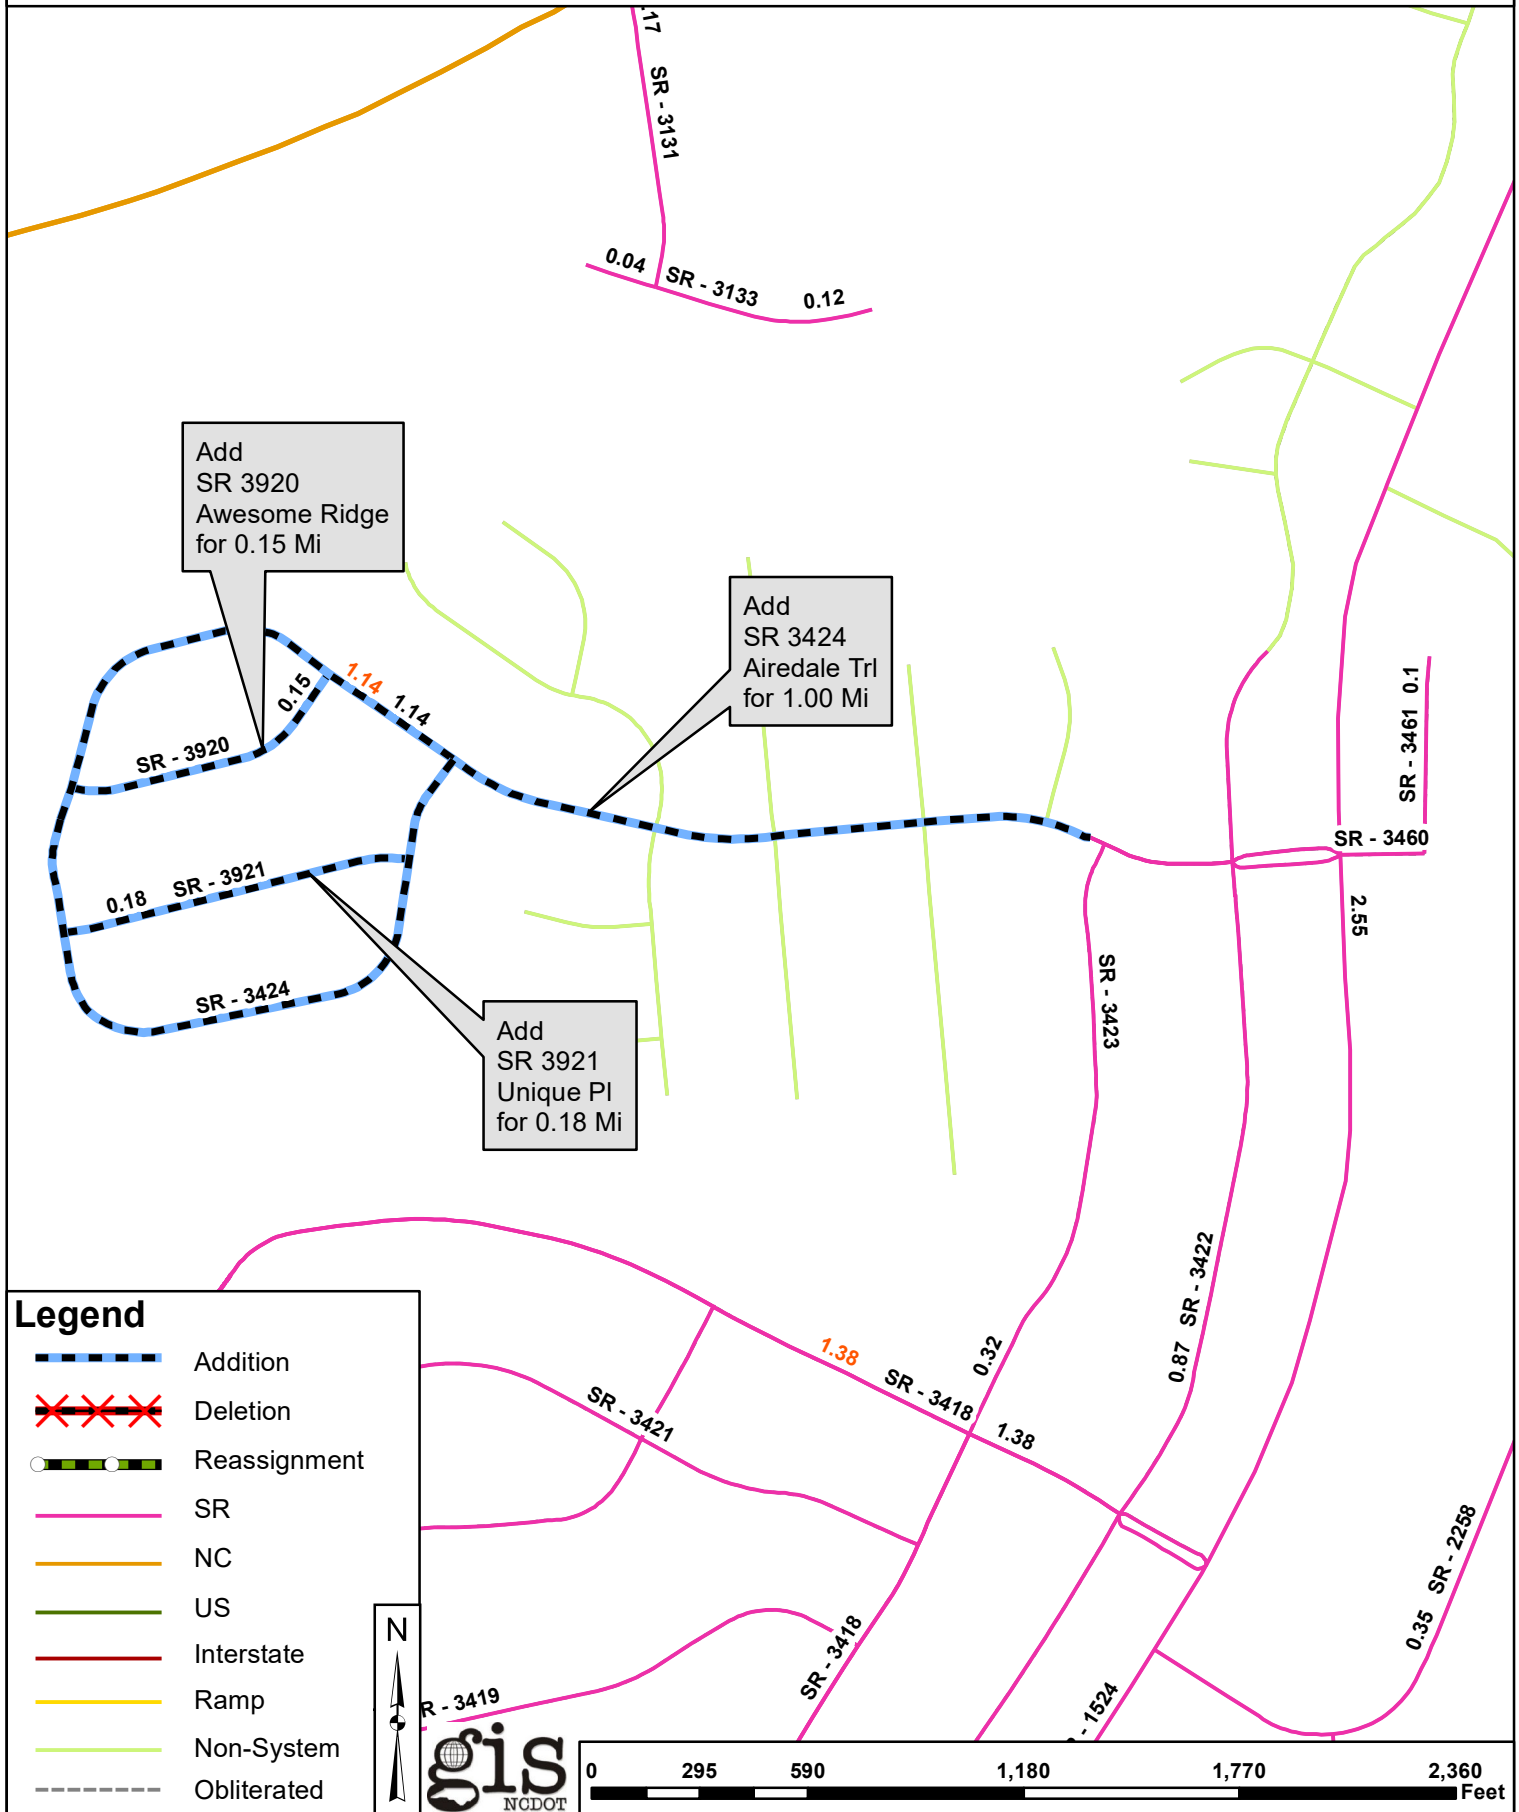 .17
SR - 3131
0.04
SR - 3133
0.12
Add
SR 3920
Awesome Ridge
for 0.15 Mi
Add
SR 3424
Airedale Trl
for 1.00 Mi
1.14
1.14
0.15
SR - 3920
SR - 3461
0.1
SR - 3460
0.18
SR - 3921
2.55
SR - 3423
SR - 3424
Add
SR 3921
Unique Pl
for 0.18 Mi
SR - 3422
0.87
0.32
1.38
SR - 3418
1.38
SR - 3421
SR - 2258
0.35
SR - 3418
R - 3419
- 1524
Legend
Addition
Deletion
Reassignment
SR
NC
US
Interstate
Ramp
Non-System
Obliterated
N
gis
NCDOT
0 295 590 1,180 1,770 2,360
Feet